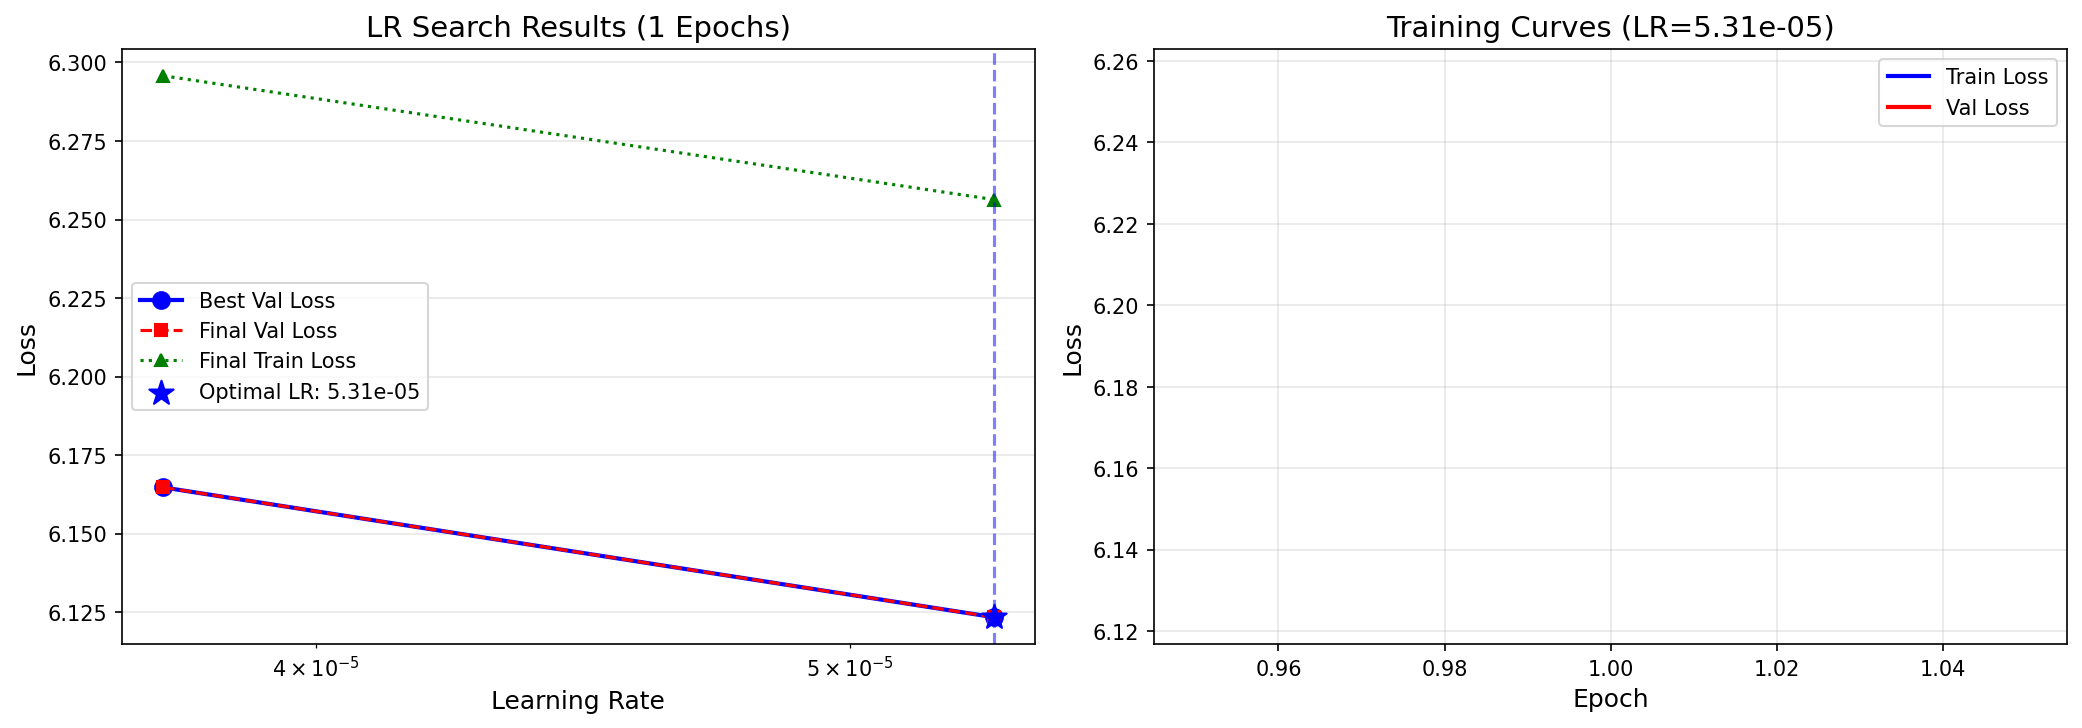 LR Search Results (1 Epochs)
6.300
6.275
6.250
6.225
6.200
6.175
6.150
6.125
Loss
Best Val Loss
Final Val Loss
Final Train Loss
Optimal LR: 5.31e-05
4 × 10⁻⁵
5 × 10⁻⁵
Learning Rate
Training Curves (LR=5.31e-05)
6.26
6.24
6.22
6.20
6.18
6.16
6.14
6.12
Loss
Train Loss
Val Loss
0.96
0.98
1.00
1.02
1.04
Epoch